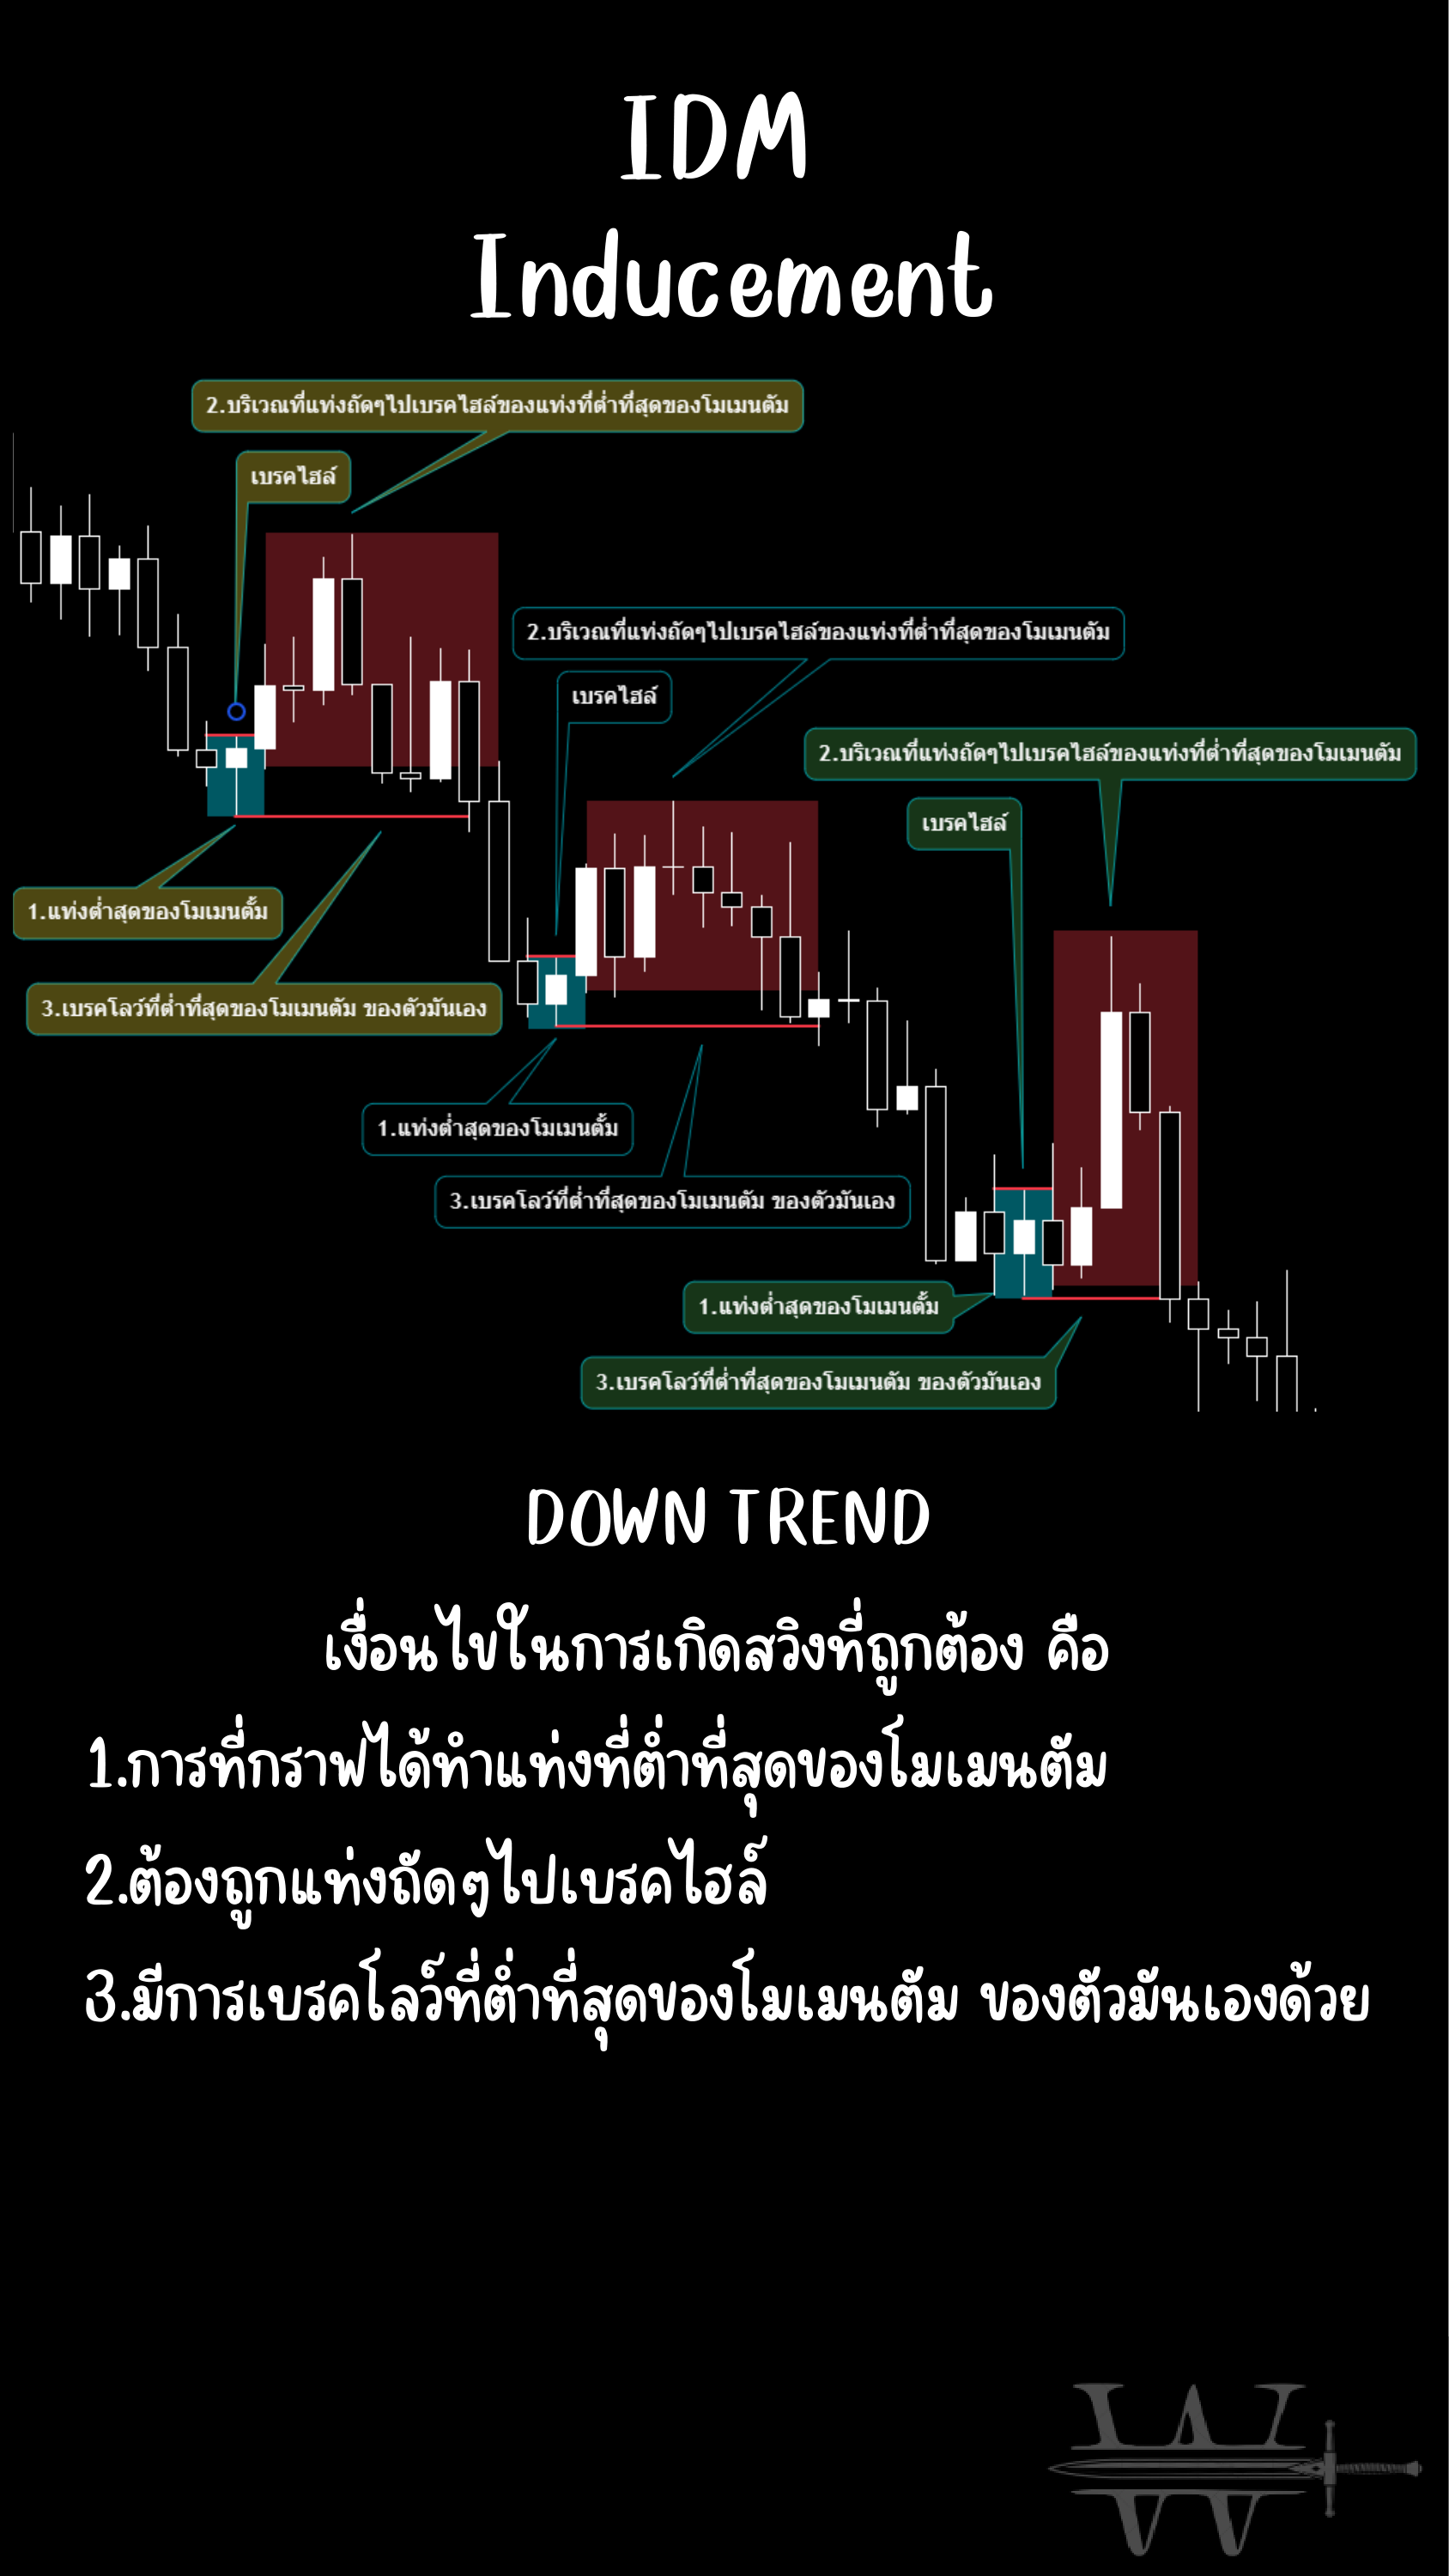 IDM
Inducement
2.บริเวณที่แท่งถัดๆไปเบรคไฮล์ของแท่งที่ต่ำที่สุดของโมเมนตัม
เบรคไฮล์
2.บริเวณที่แท่งถัดๆไปเบรคไฮล์ของแท่งที่ต่ำที่สุดของโมเมนตัม
เบรคไฮล์
2.บริเวณที่แท่งถัดๆไปเบรคไฮล์ของแท่งที่ต่ำที่สุดของโมเมนตัม
เบรคไฮล์
1.แท่งต่ำสุดของโมเมนตั้ม
3.เบรคโลว์ที่ต่ำที่สุดของโมเมนตัม ของตัวมันเอง
1.แท่งต่ำสุดของโมเมนตั้ม
3.เบรคโลว์ที่ต่ำที่สุดของโมเมนตัม ของตัวมันเอง
1.แท่งต่ำสุดของโมเมนตั้ม
3.เบรคโลว์ที่ต่ำที่สุดของโมเมนตัม ของตัวมันเอง
DOWN TREND
เงื่อนไขในการเกิดสวิงที่ถูกต้อง คือ
1.การที่กราฟได้ทำแท่งที่ต่ำที่สุดของโมเมนตัม
2.ต้องถูกแท่งถัดๆไปเบรคไฮล์
3.มีการเบรคโลว์ที่ต่ำที่สุดของโมเมนตัม ของตัวมันเองด้วย
W